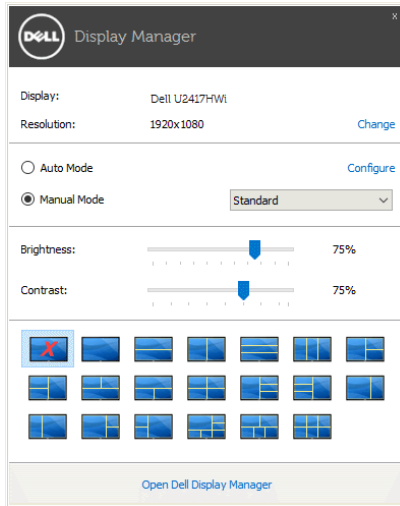 x
DELL Display Manager
Display: Dell U2417HWi
Resolution: 1920x1080 Change
Auto Mode Configure
Manual Mode Standard
Brightness: 75%
Contrast: 75%
X
Open Dell Display Manager